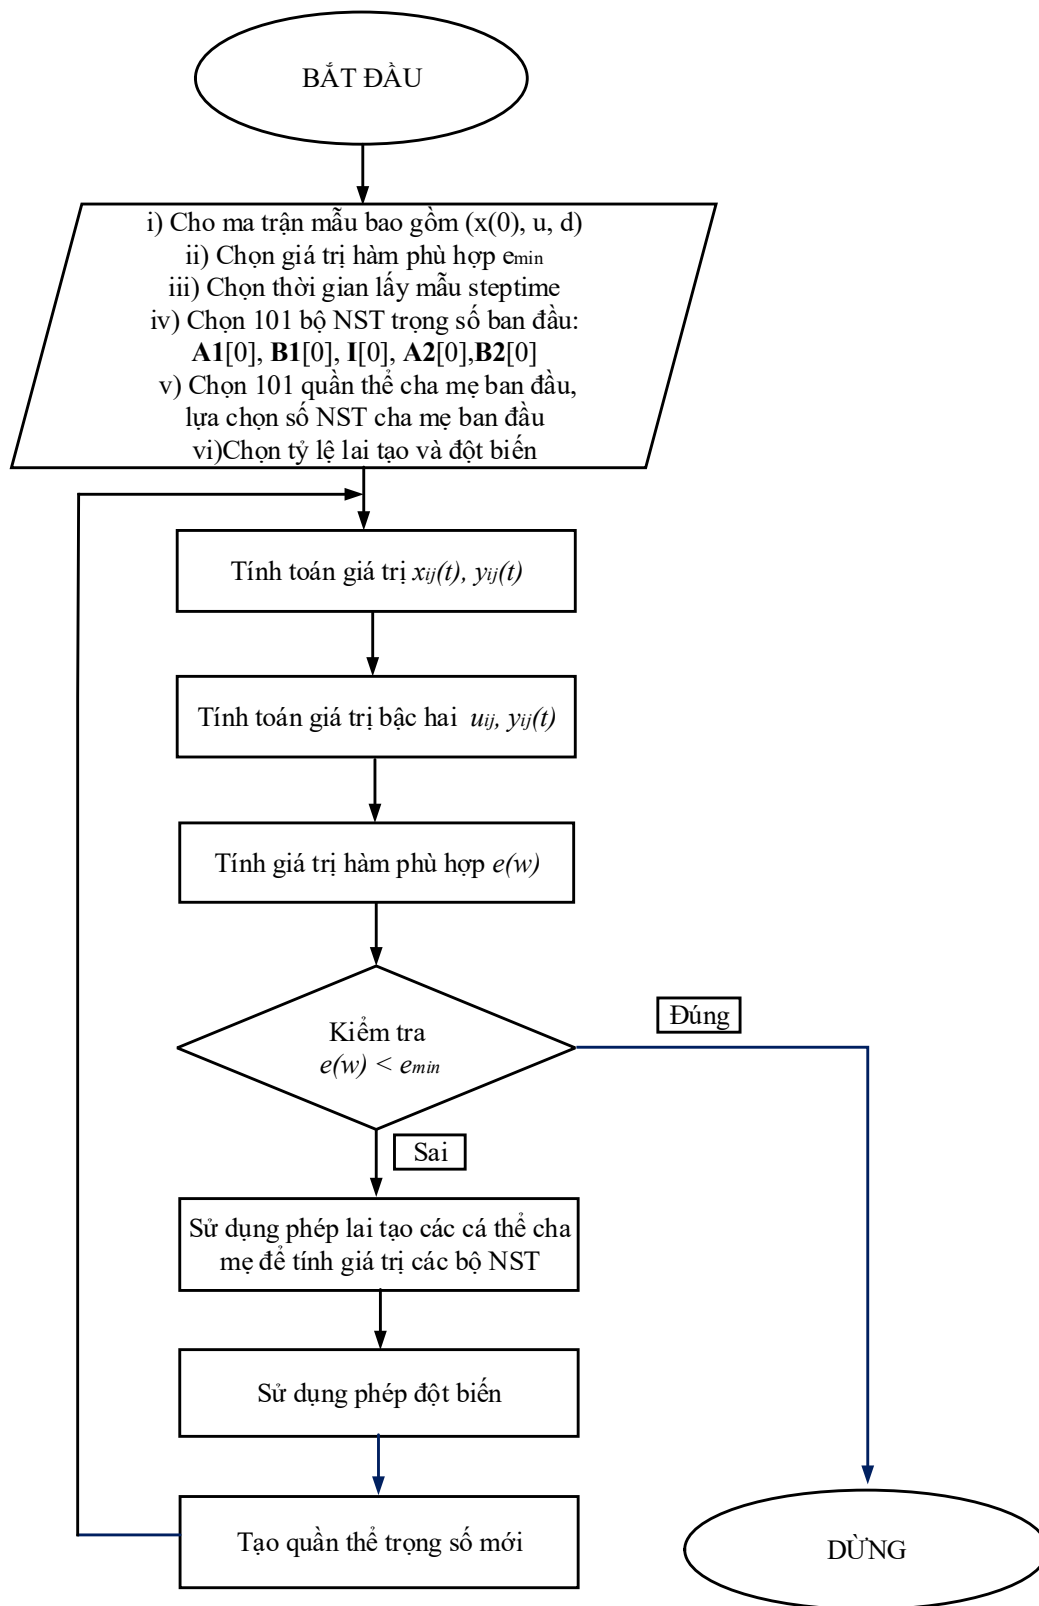 BẮT ĐẦU
i) Cho ma trận mẫu bao gồm (x(0), u, d)
ii) Chọn giá trị hàm phù hợp emin
iii) Chọn thời gian lấy mẫu steptime
iv) Chọn 101 bộ NST trọng số ban đầu:
A1[0], B1[0], I[0], A2[0],B2[0]
v) Chọn 101 quần thể cha mẹ ban đầu,
lựa chọn số NST cha mẹ ban đầu
vi)Chọn tỷ lệ lai tạo và đột biến
Tính toán giá trị xij(t), yij(t)
Tính toán giá trị bậc hai uij, yij(t)
Tính giá trị hàm phù hợp e(w)
Kiểm tra
e(w) < emin
Đúng
Sai
Sử dụng phép lai tạo các cá thể cha
mẹ để tính giá trị các bộ NST
Sử dụng phép đột biến
Tạo quần thể trọng số mới
DỪNG